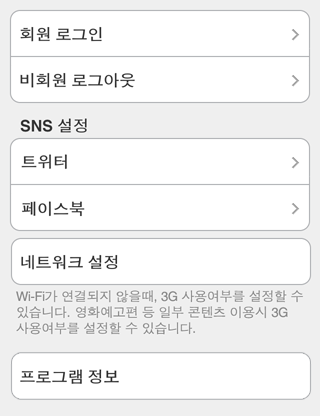 회원 로그인
비회원 로그아웃
SNS 설정
트위터
페이스북
네트워크 설정
Wi-Fi가 연결되지 않을때, 3G 사용여부를 설정할 수
있습니다. 영화예고편 등 일부 콘텐츠 이용시 3G
사용여부를 설정할 수 있습니다.
프로그램 정보